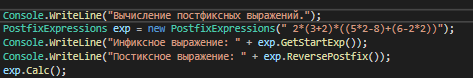 Console.WriteLine("Вычисление постфиксных выражений.");
PostfixExpressions exp = new PostfixExpressions(" 2*(3+2)*((5*2-8)+(6-2*2))");
Console.WriteLine("Инфиксное выражение: " + exp.GetStartExp());
Console.WriteLine("Постиксное выражение: " + exp.ReversePostfix());
exp.Calc();